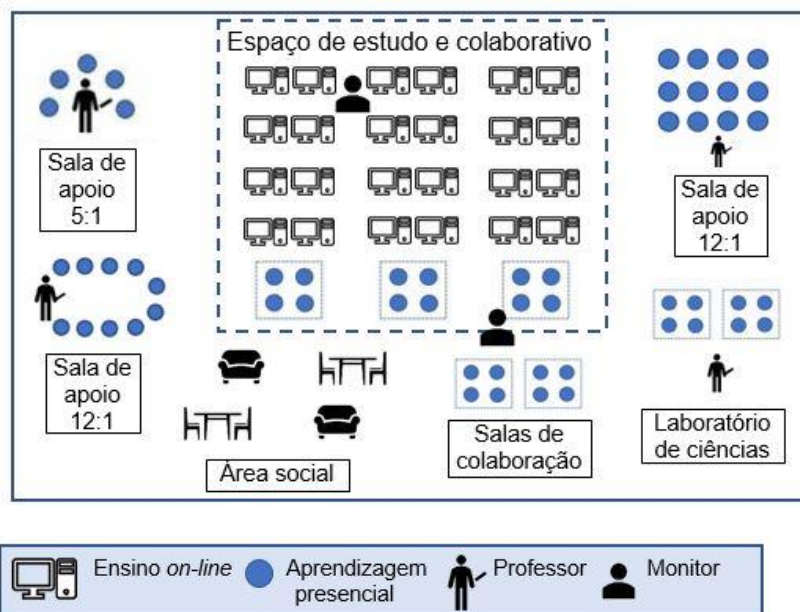 Espaço de estudo e colaborativo
Sala de
apoio
5:1
Sala de
apoio
12:1
Sala de
apoio
12:1
Área social
Salas de
colaboração
Laboratório
de ciências
Ensino on-line
Aprendizagem
presencial
Professor
Monitor